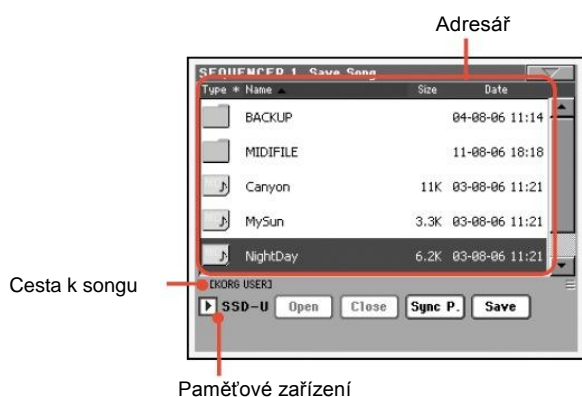 Adresář
SEQUENCER 1 Save Song
Type * Name Size Date
BACKUP 04-08-06 11:14
MIDIFILE 11-08-06 18:18
Canyon 11K 03-08-06 11:21
MySun 3.3K 03-08-06 11:21
NightDay 6.2K 03-08-06 11:21
Cesta k songu
[KORG USER]
SSD-U Open Close Sync P. Save
Paměťové zařízení